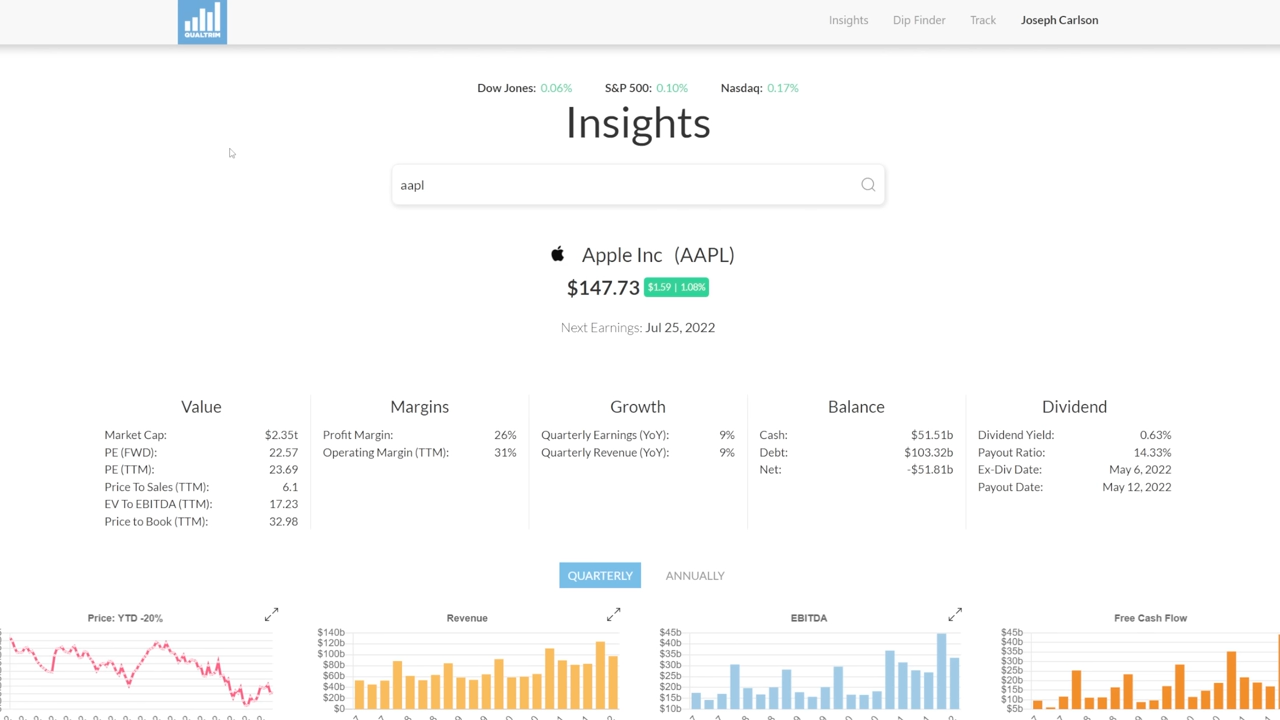 QUALTRIM
Insights Dip Finder Track Joseph Carlson
Dow Jones: 0.06% S&P 500: 0.10% Nasdaq: 0.17%
Insights
aapl
Apple Inc (AAPL)
$147.73 $1.59 | 1.08%
Next Earnings: Jul 25, 2022
Value
Market Cap: $2.35t
PE (FWD): 22.57
PE (TTM): 23.69
Price To Sales (TTM): 6.1
EV To EBITDA (TTM): 17.23
Price to Book (TTM): 32.98
Margins
Profit Margin: 26%
Operating Margin (TTM): 31%
Growth
Quarterly Earnings (YoY): 9%
Quarterly Revenue (YoY): 9%
Balance
Cash: $51.51b
Debt: $103.32b
Net: -$51.81b
Dividend
Dividend Yield: 0.63%
Payout Ratio: 14.33%
Ex-Div Date: May 6, 2022
Payout Date: May 12, 2022
QUARTERLY ANNUALLY
Price: YTD -20%
Revenue
$140b
$120b
$100b
$80b
$60b
$40b
$20b
$0
EBITDA
$45b
$40b
$35b
$30b
$25b
$20b
$15b
$10b
Free Cash Flow
$45b
$40b
$35b
$30b
$25b
$20b
$15b
$10b
$5b